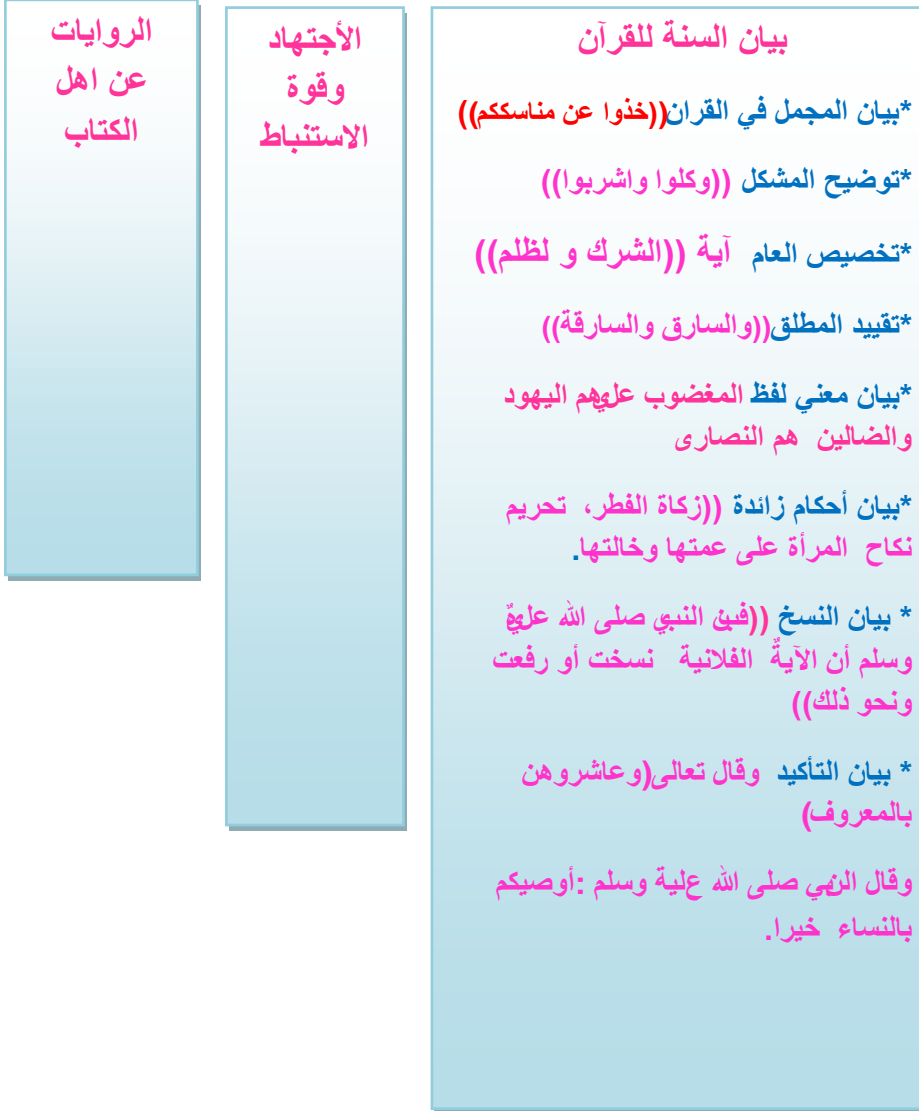 بيان السنة للقرآن
*بيان المجمل في القران((خذوا عن مناسككم))
*توضيح المشكل ((وكلوا واشربوا))
*تخصيص العام آية ((الشرك و لظلم))
*تقييد المطلق((والسارق والسارقة))
*بيان معني لفظ المغضوب عليهم اليهود
والضالين هم النصارى
*بيان أحكام زائدة ((زكاة الفطر، تحريم
نكاح المرأة على عمتها وخالتها.
* بيان النسخ ((فبين النبي صلى الله عليه
وسلم أن الآية الفلانية نسخت أو رفعت
ونحو ذلك))
* بيان التأكيد وقال تعالى(وعاشروهن
بالمعروف)
وقال النبي صلى الله علية وسلم :أوصيكم
بالنساء خيرا.
الأجتهاد
وقوة
الاستنباط
الروايات
عن اهل
الكتاب